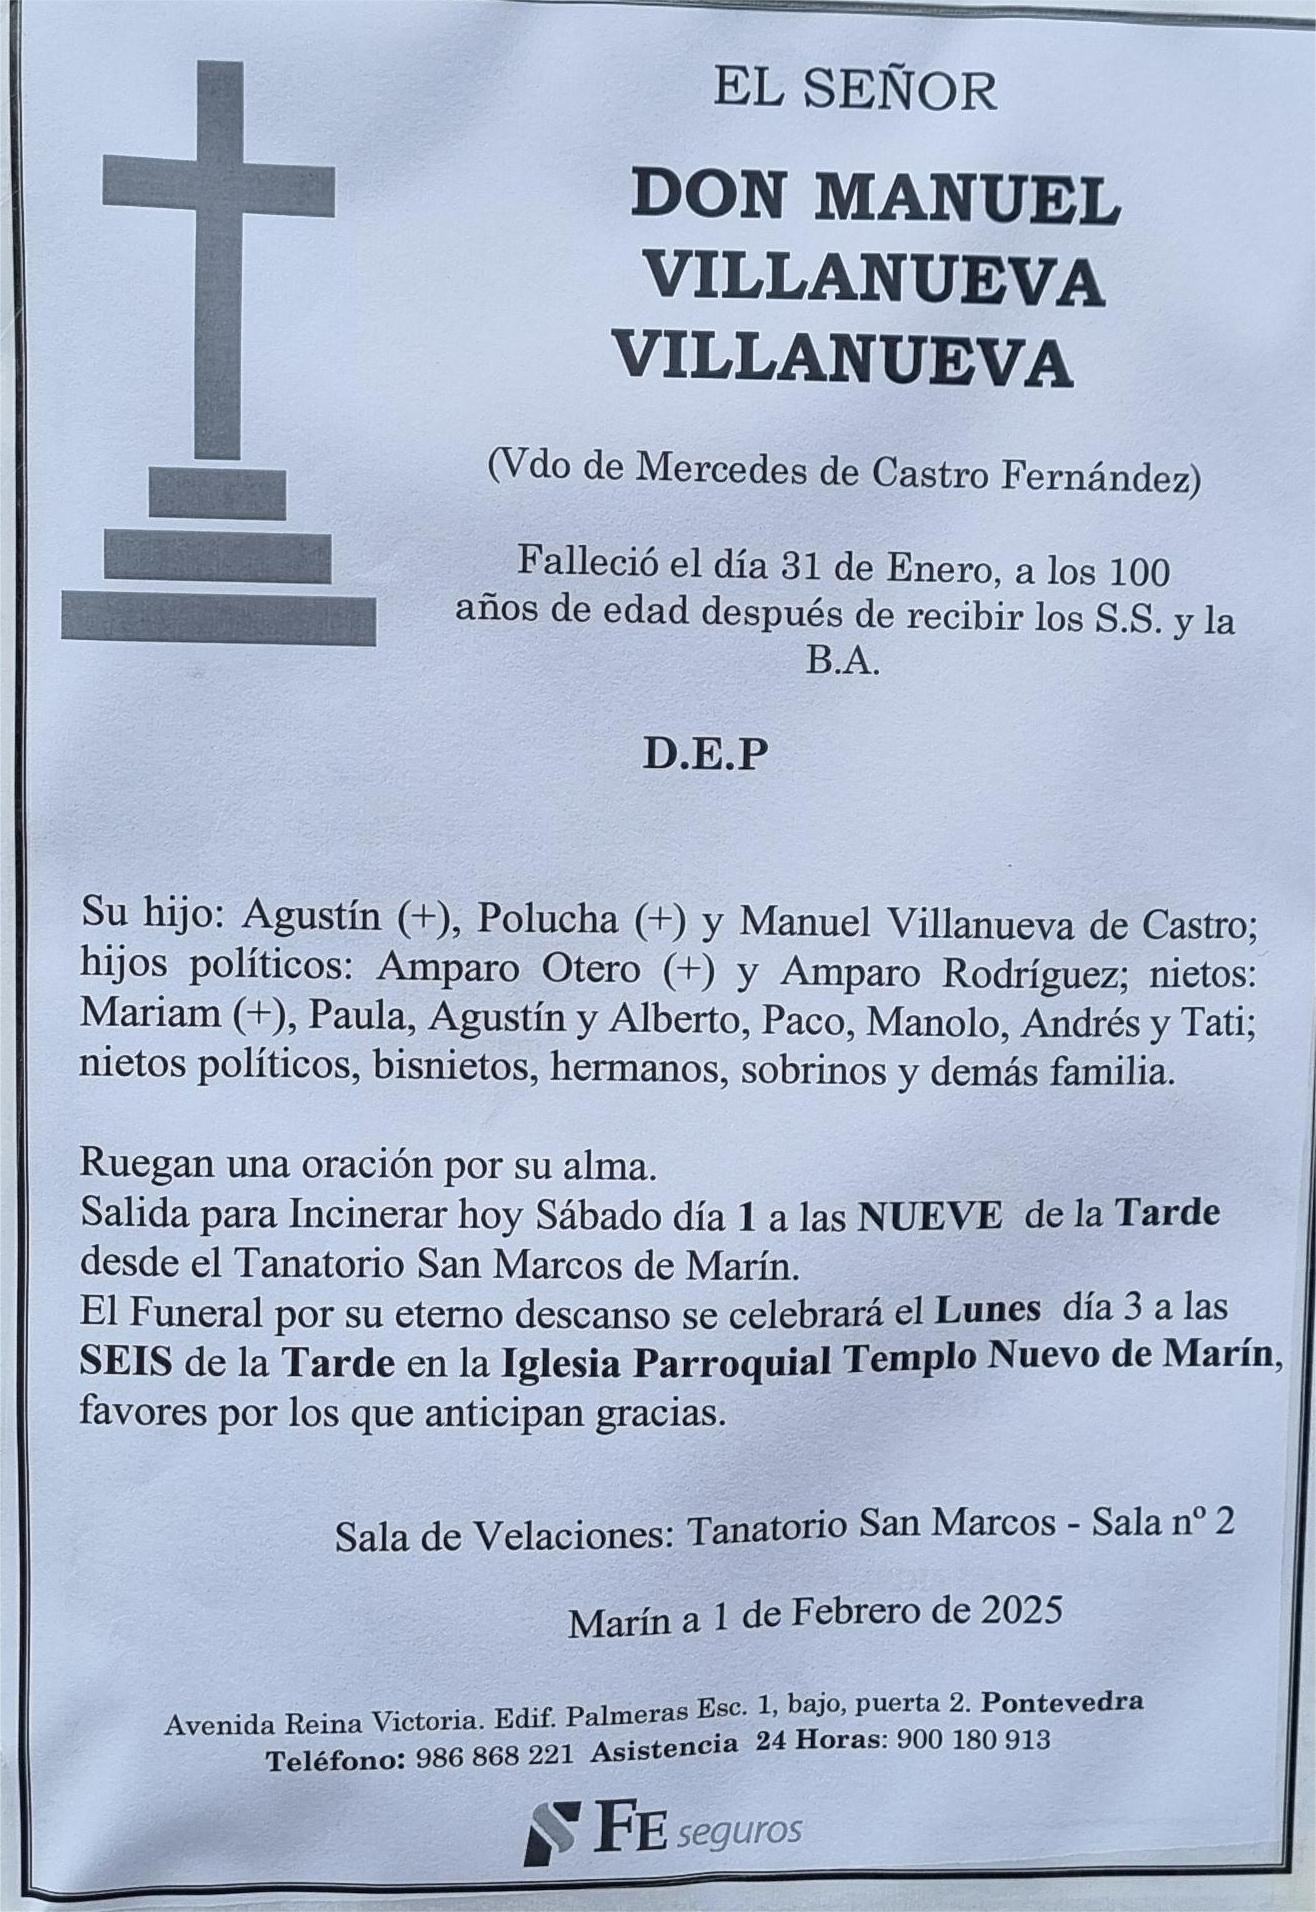 EL SEÑOR
DON MANUEL
VILLANUEVA
VILLANUEVA
(Vdo de Mercedes de Castro Fernández)
Falleció el día 31 de Enero, a los 100
años de edad después de recibir los S.S. y la
B.A.
D.E.P
Su hijo: Agustín (+), Polucha (+) y Manuel Villanueva de Castro;
hijos políticos: Amparo Otero (+) y Amparo Rodríguez; nietos:
Mariam (+), Paula, Agustín y Alberto, Paco, Manolo, Andrés y Tati;
nietos políticos, bisnietos, hermanos, sobrinos y demás familia.
Ruegan una oración por su alma.
Salida para Incinerar hoy Sábado día 1 a las NUEVE de la Tarde
desde el Tanatorio San Marcos de Marín.
El Funeral por su eterno descanso se celebrará el Lunes día 3 a las
SEIS de la Tarde en la Iglesia Parroquial Templo Nuevo de Marín,
favores por los que anticipan gracias.
Sala de Velaciones: Tanatorio San Marcos - Sala nº 2
Marín a 1 de Febrero de 2025
Avenida Reina Victoria. Edif. Palmeras Esc. 1, bajo, puerta 2. Pontevedra
Teléfono: 986 868 221 Asistencia 24 Horas: 900 180 913
FE seguros